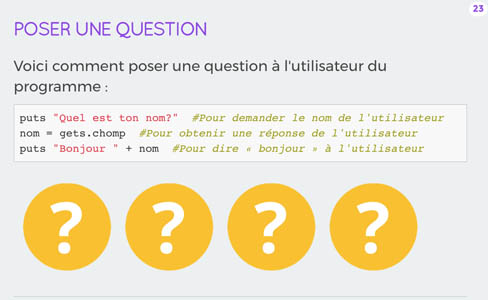 23
POSER UNE QUESTION
Voici comment poser une question à l'utilisateur du
programme :
puts "Quel est ton nom?"  #Pour demander le nom de l'utilisateur
nom = gets.chomp  #Pour obtenir une réponse de l'utilisateur
puts "Bonjour " + nom  #Pour dire « bonjour » à l'utilisateur
? ? ? ?